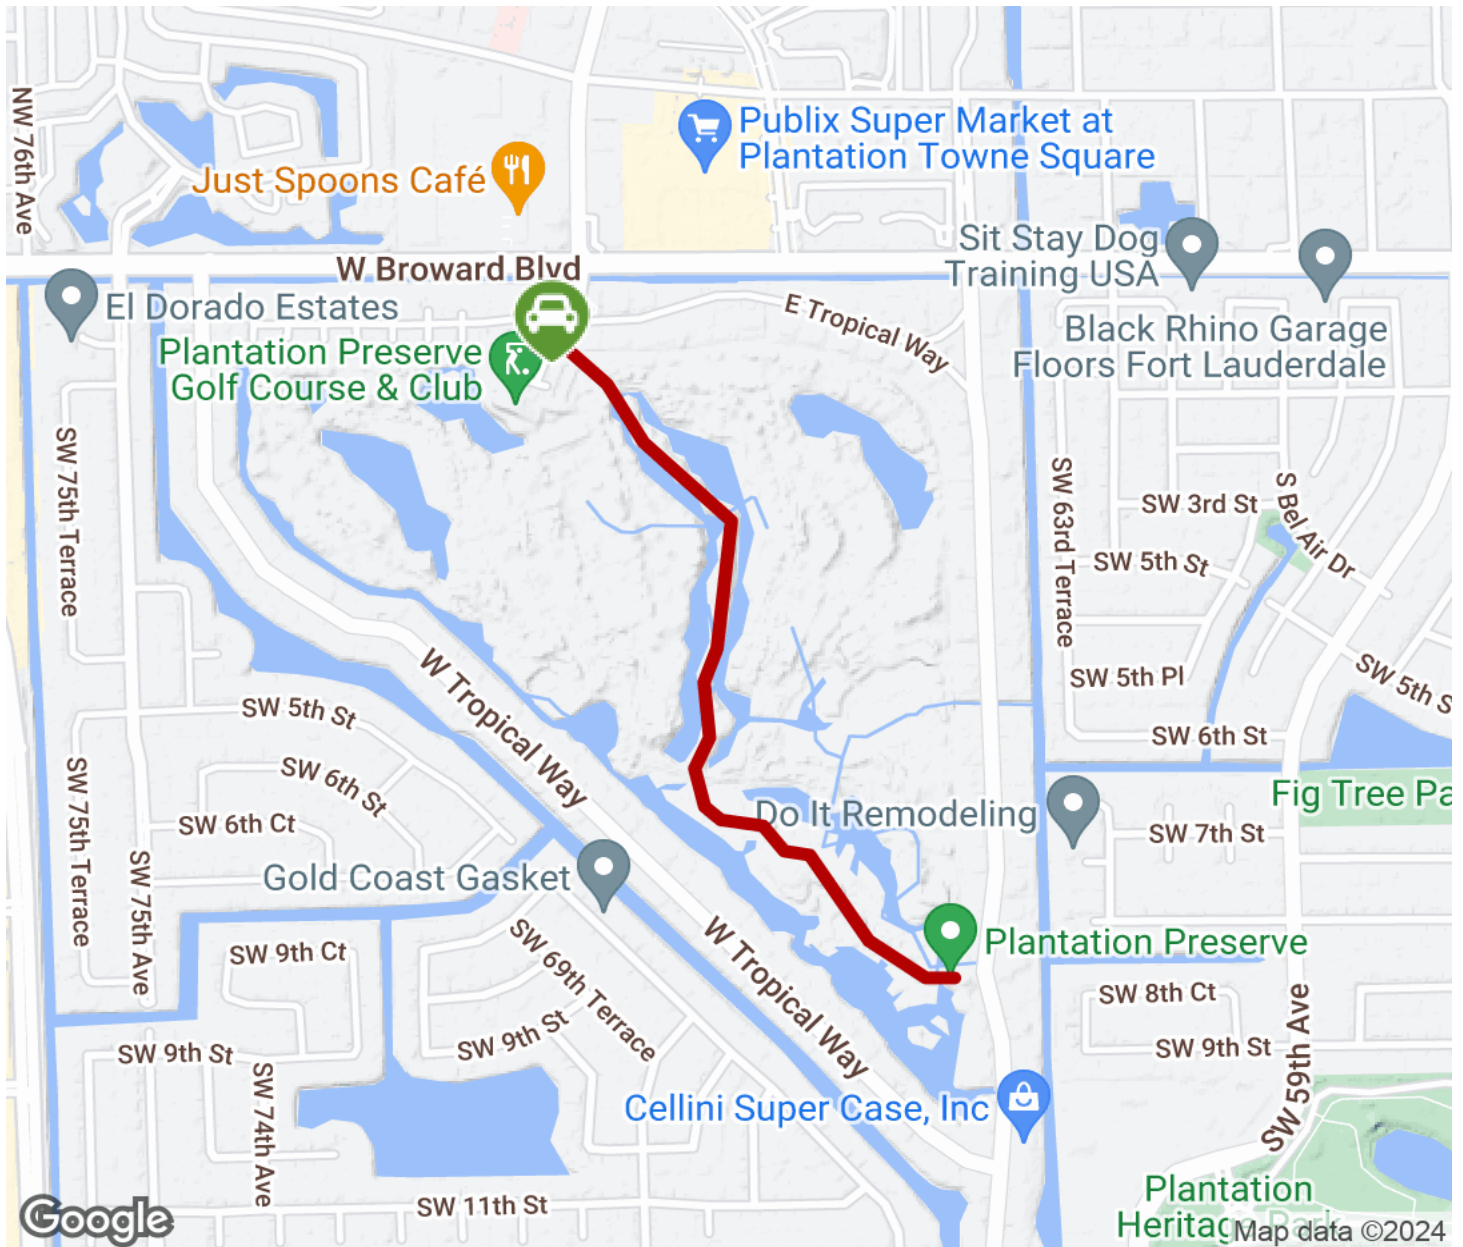 NW 76th Ave
Just Spoons Café
Publix Super Market at
Plantation Towne Square
W Broward Blvd
Sit Stay Dog
Training USA
El Dorado Estates
E Tropical Way
Black Rhino Garage
Floors Fort Lauderdale
Plantation Preserve
Golf Course & Club
SW 75th Terrace
SW 63rd Terrace
SW 3rd St
S Bel Air Dr
SW 5th St
SW 5th Pl
SW 5th S
W Tropical Way
SW 5th St
SW 6th St
SW 6th St
SW 75th Terrace
Fig Tree Pa
Do It Remodeling
SW 6th Ct
SW 7th St
SW 75th Ave
Gold Coast Gasket
SW 69th Terrace
W Tropical Way
Plantation Preserve
SW 9th Ct
SW 8th Ct
SW 59th Ave
SW 9th St
SW 9th St
SW 9th St
SW 74th Ave
Cellini Super Case, Inc
SW 11th St
Plantation
Heritage Park
Google
Map data ©2024